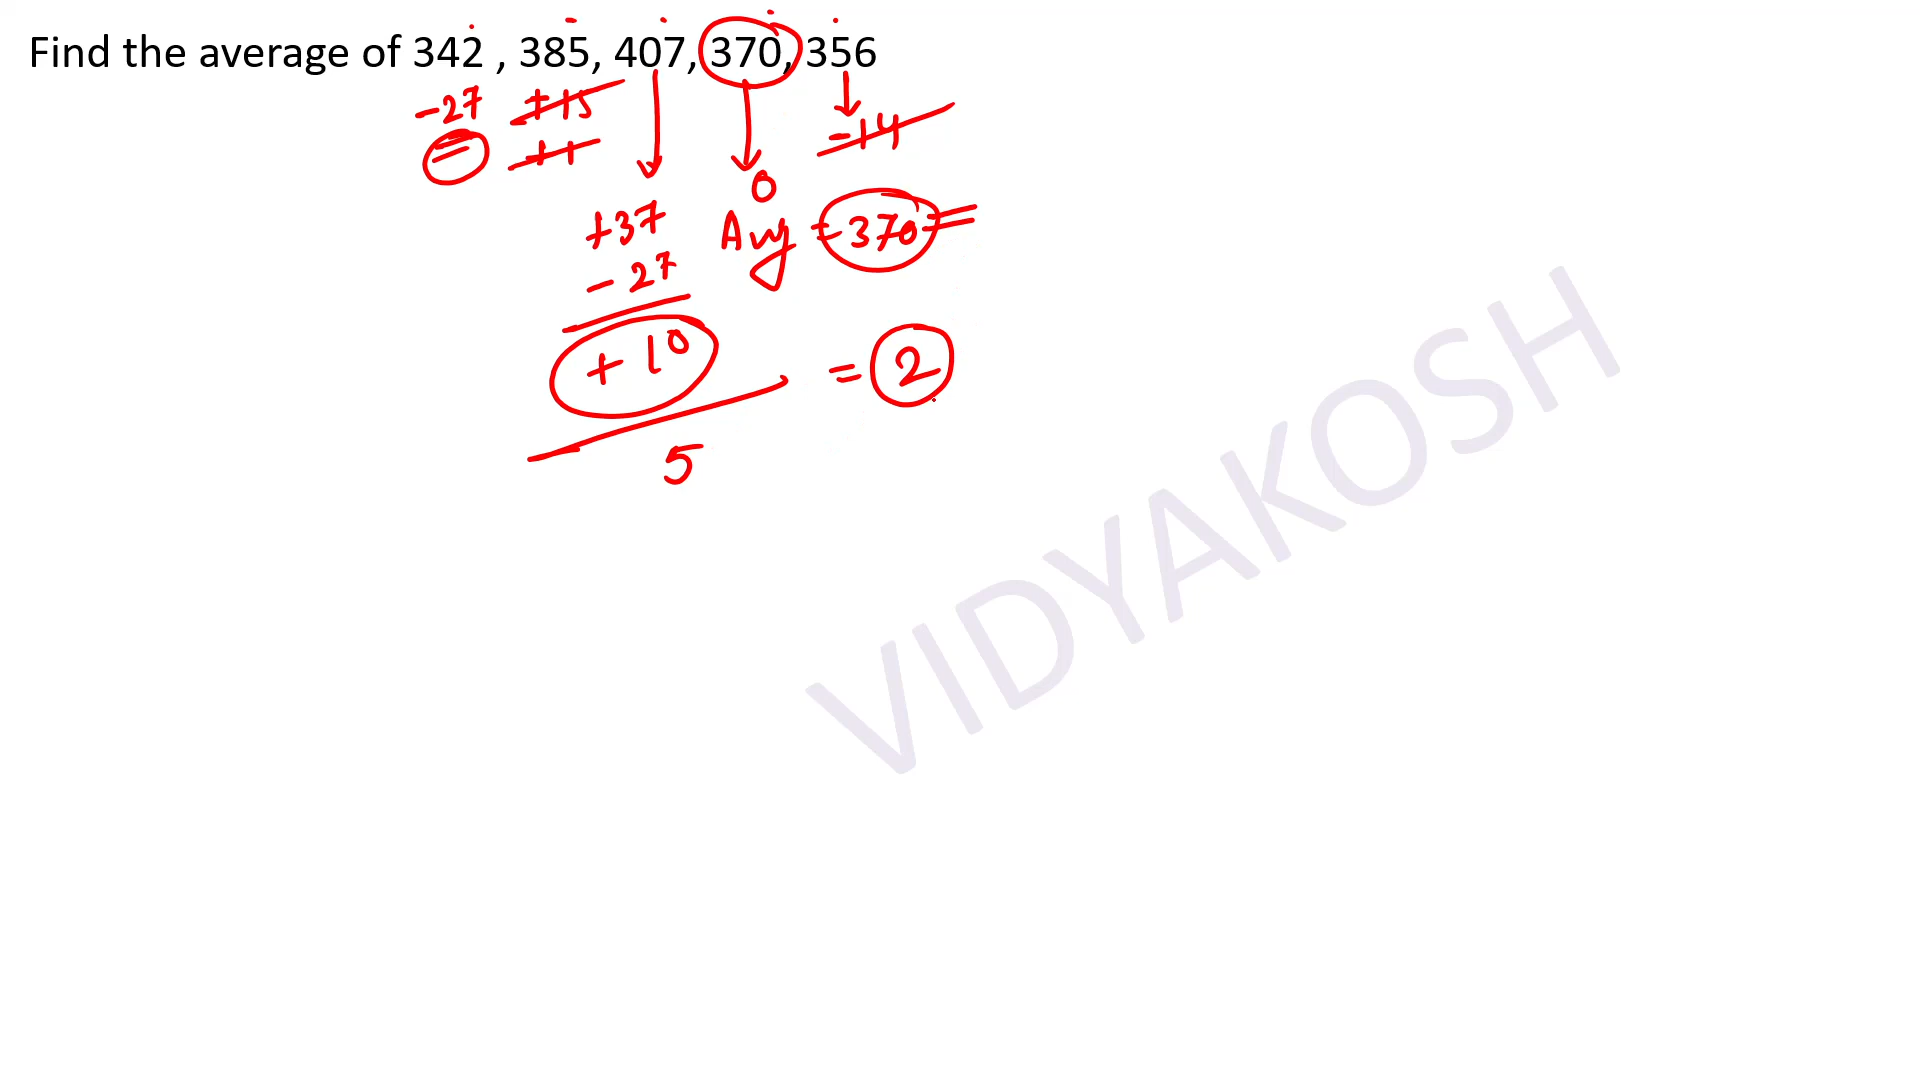 Find the average of 342 , 385, 407, 370, 356
-27 +15 -14
+1
0
+37 Avg = 370
- 27
+ 10 = 2
5
VIDYAKOSH